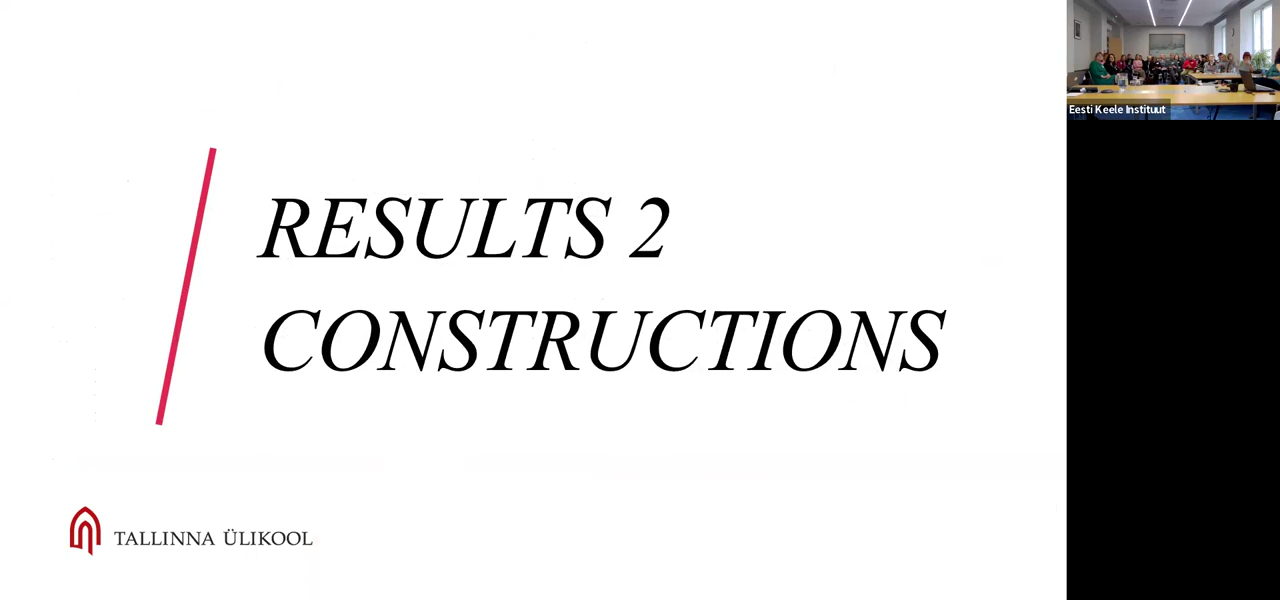 RESULTS 2
CONSTRUCTIONS
TALLINNA ÜLIKOOL
Eesti Keele Instituut